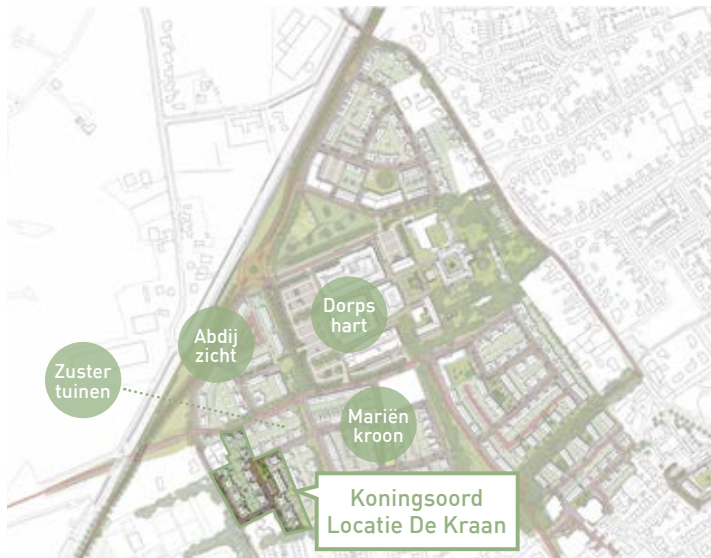 Dorps
hart
Abdij
zicht
Zuster
tuinen
Mariën
kroon
Koningsoord
Locatie De Kraan